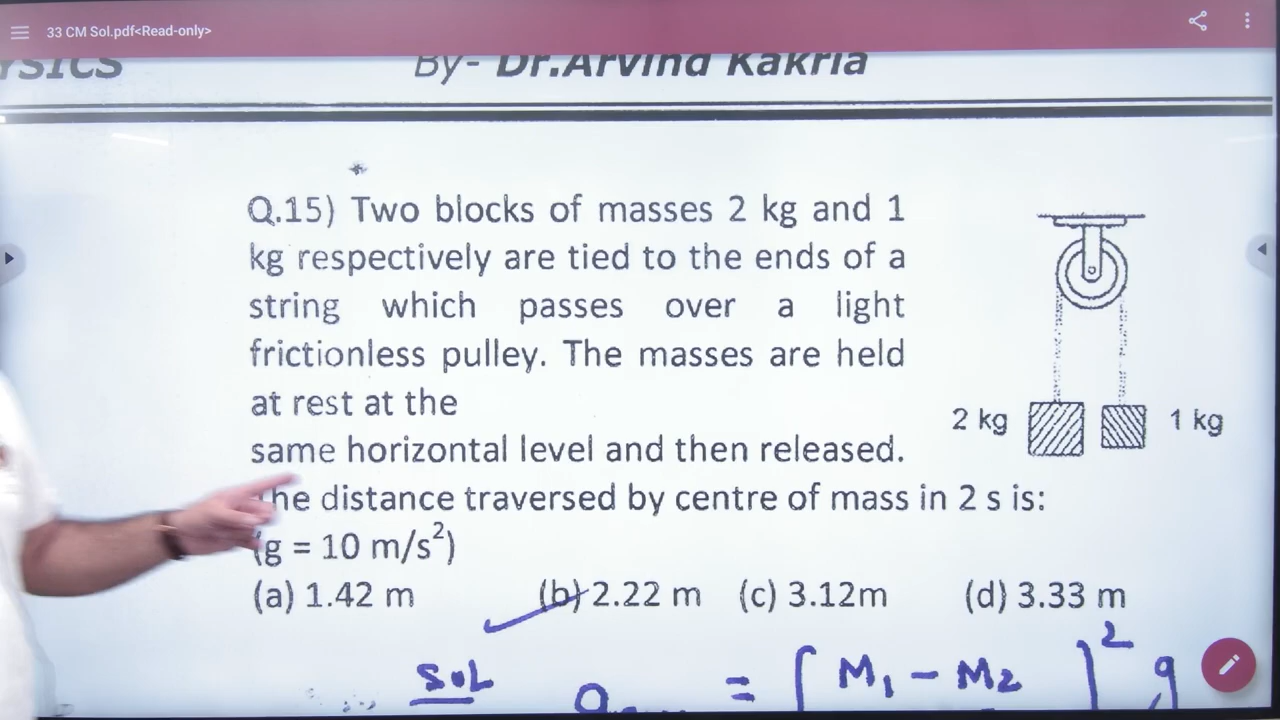 33 CM Sol.pdf<Read-only>
YSICS By- Dr.Arvind Kakria
Q.15) Two blocks of masses 2 kg and 1
kg respectively are tied to the ends of a
string which passes over a light
frictionless pulley. The masses are held
at rest at the
same horizontal level and then released.
The distance traversed by centre of mass in 2 s is:
(g = 10 m/s²)
(a) 1.42 m (b) 2.22 m (c) 3.12m (d) 3.33 m
2 kg 1 kg
Sol = [ M₁ - M₂ ]² g